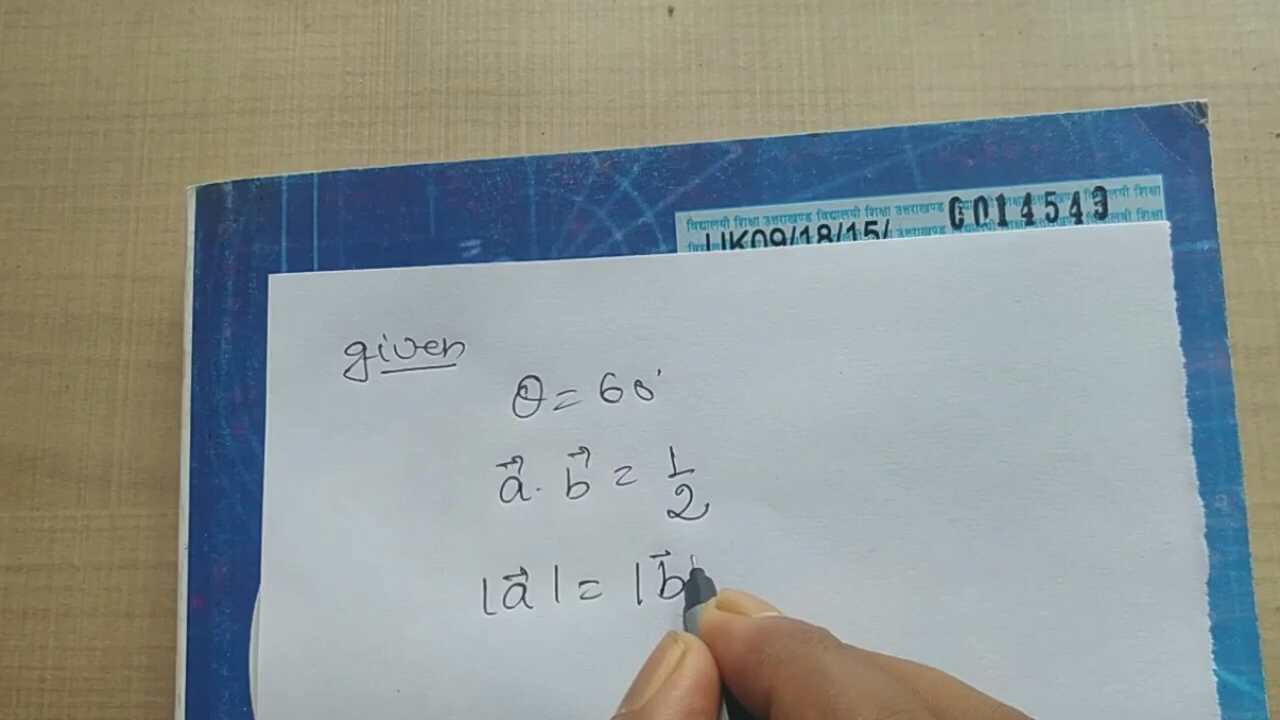 विद्यालयी शिक्षा उत्तराखण्ड विद्यालयी शिक्षा उत्तराखण्ड
G014543
UK09/18/15/
given
θ = 60°
a⃗ . b⃗ = 1/2
|a⃗| = |b⃗|